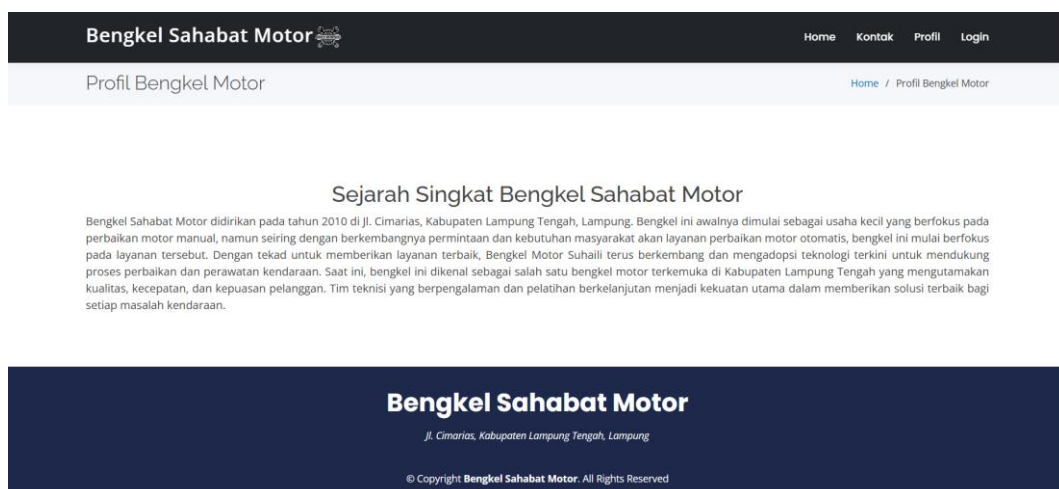 Bengkel Sahabat Motor
Home Kontak Profil Login
Profil Bengkel Motor
Home / Profil Bengkel Motor
Sejarah Singkat Bengkel Sahabat Motor
Bengkel Sahabat Motor didirikan pada tahun 2010 di Jl. Cimarias, Kabupaten Lampung Tengah, Lampung. Bengkel ini awalnya dimulai sebagai usaha kecil yang berfokus pada
perbaikan motor manual, namun seiring dengan berkembangnya permintaan dan kebutuhan masyarakat akan layanan perbaikan motor otomatis, bengkel ini mulai berfokus
pada layanan tersebut. Dengan tekad untuk memberikan layanan terbaik, Bengkel Motor Suhaili terus berkembang dan mengadopsi teknologi terkini untuk mendukung
proses perbaikan dan perawatan kendaraan. Saat ini, bengkel ini dikenal sebagai salah satu bengkel motor terkemuka di Kabupaten Lampung Tengah yang mengutamakan
kualitas, kecepatan, dan kepuasan pelanggan. Tim teknisi yang berpengalaman dan pelatihan berkelanjutan menjadi kekuatan utama dalam memberikan solusi terbaik bagi
setiap masalah kendaraan.
Bengkel Sahabat Motor
Jl. Cimarias, Kabupaten Lampung Tengah, Lampung
© Copyright Bengkel Sahabat Motor. All Rights Reserved